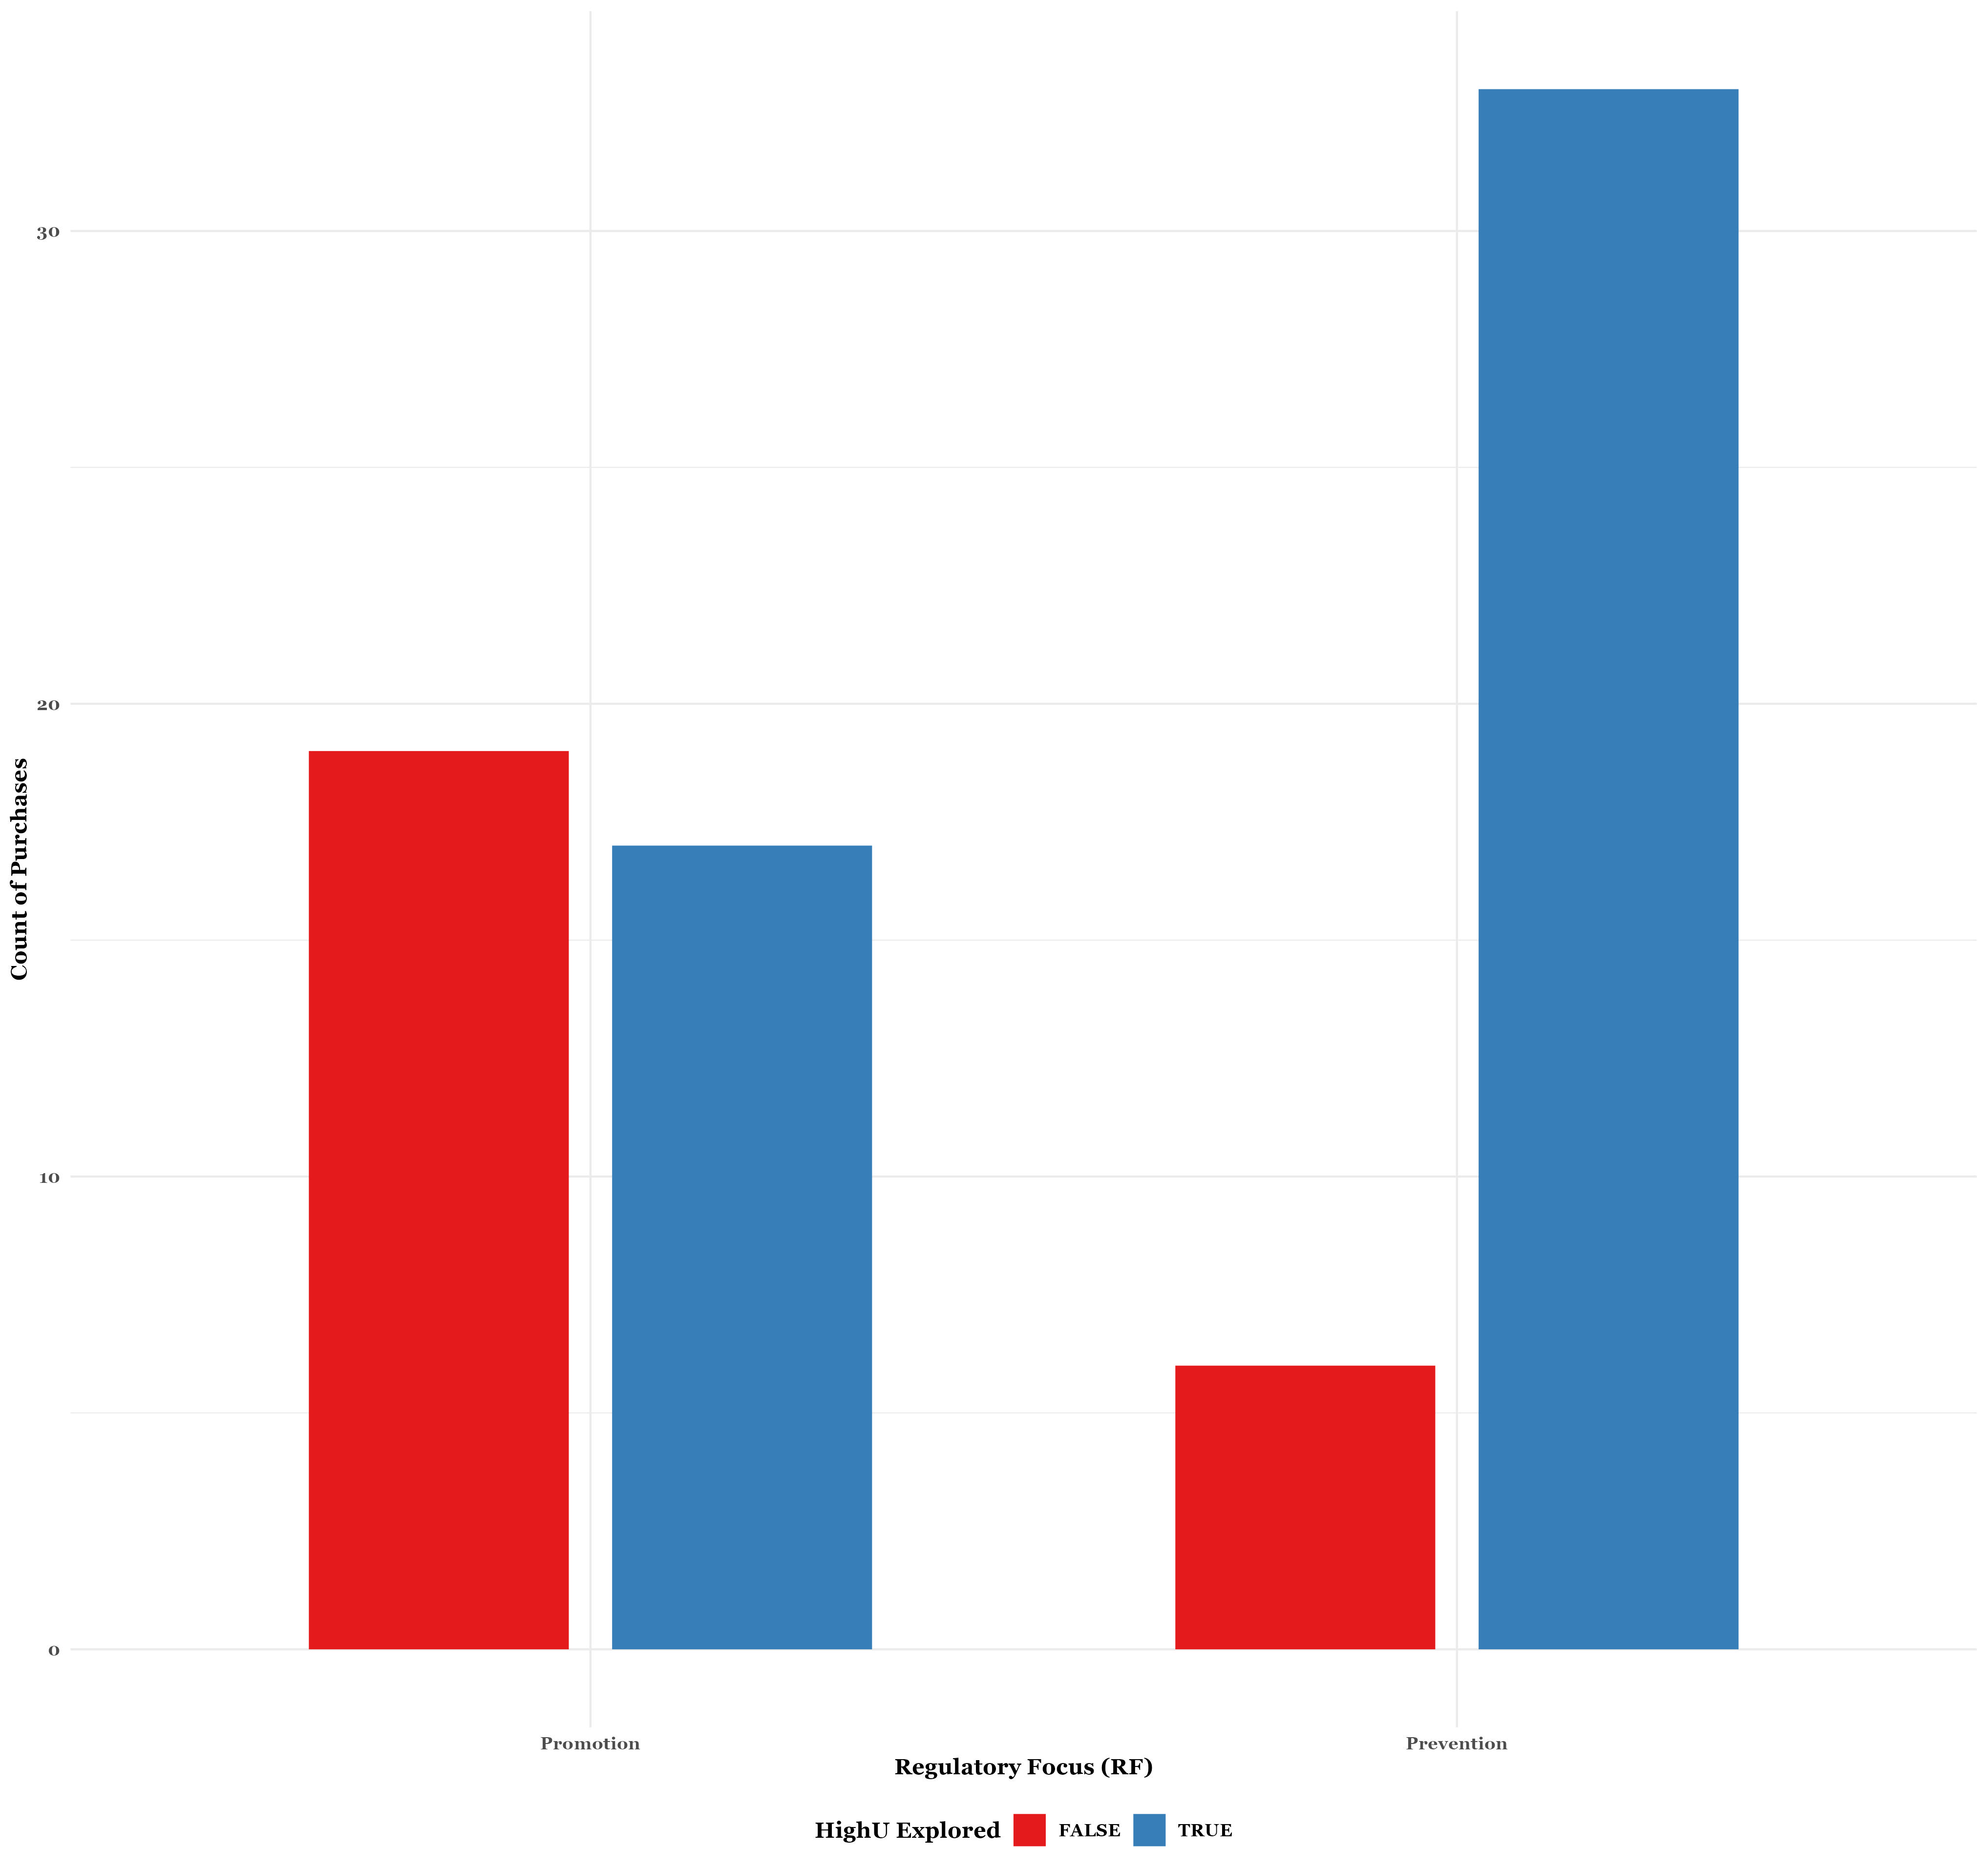 30
20
10
0
Count of Purchases
Promotion
Prevention
Regulatory Focus (RF)
HighU Explored FALSE TRUE